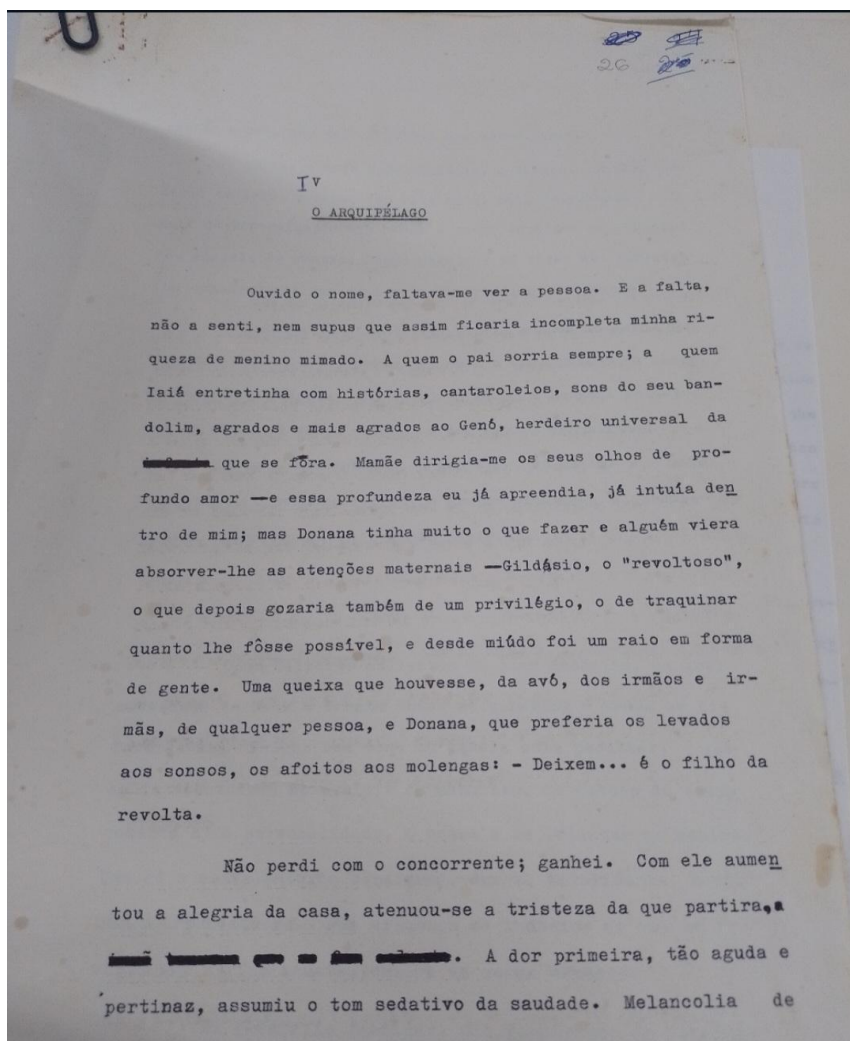 26 25
IV
O ARQUIPÉLAGO
Ouvido o nome, faltava-me ver a pessoa. E a falta,
não a senti, nem supus que assim ficaria incompleta minha ri-
queza de menino mimado. A quem o pai sorria sempre; a quem
Iaiá entretinha com histórias, cantaroleios, sons do seu ban-
dolim, agrados e mais agrados ao Genó, herdeiro universal da
que se fôra. Mamãe dirigia-me os seus olhos de pro-
fundo amor —e essa profundeza eu já apreendia, já intuía den
tro de mim; mas Donana tinha muito o que fazer e alguém viera
absorver-lhe as atenções maternais —Gildásio, o "revoltoso",
o que depois gozaria também de um privilégio, o de traquinar
quanto lhe fôsse possível, e desde miúdo foi um raio em forma
de gente. Uma queixa que houvesse, da avó, dos irmãos e ir-
mãs, de qualquer pessoa, e Donana, que preferia os levados
aos sonsos, os afoitos aos molengas: - Deixem... é o filho da
revolta.
Não perdi com o concorrente; ganhei. Com ele aumen
tou a alegria da casa, atenuou-se a tristeza da que partira,
. A dor primeira, tão aguda e
pertinaz, assumiu o tom sedativo da saudade. Melancolia de